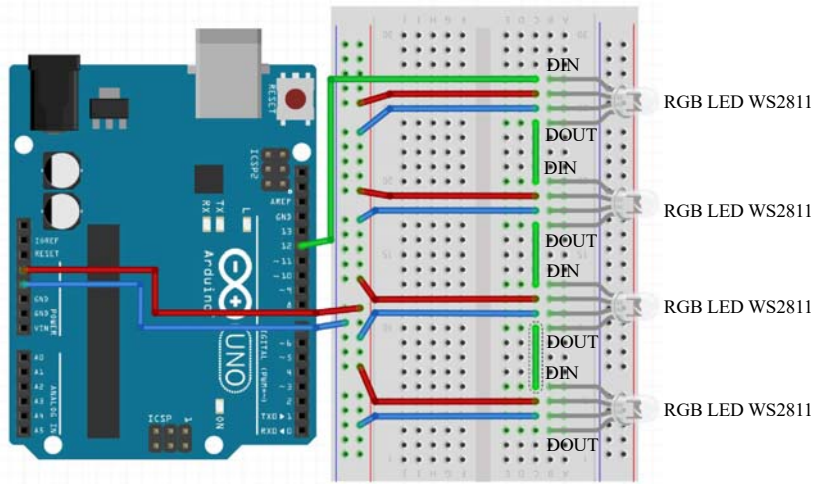 DIN
RGB LED WS2811
DOUT
DIN
RGB LED WS2811
DOUT
DIN
RGB LED WS2811
DOUT
DIN
RGB LED WS2811
DOUT
RESET
ICSP2
AREF
GND
13
12
~11
~10
~9
8
~6
~5
4
~3
2
TXD▶1
RXD◀0
RX
TX
L
Arduino
UNO
DIGITAL (PWM~)
IOREF
RESET
GND
GND
VIN
POWER
A0
A1
A2
A3
A4
A5
ANALOG IN
ICSP
1
ON